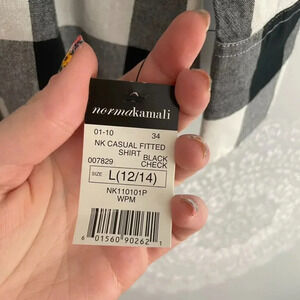 normakamali
01-10 34
NK CASUAL FITTED
SHIRT BLACK
007829 CHECK
SIZE L(12/14)
NK110101P
WPM
6 01560 90262 1